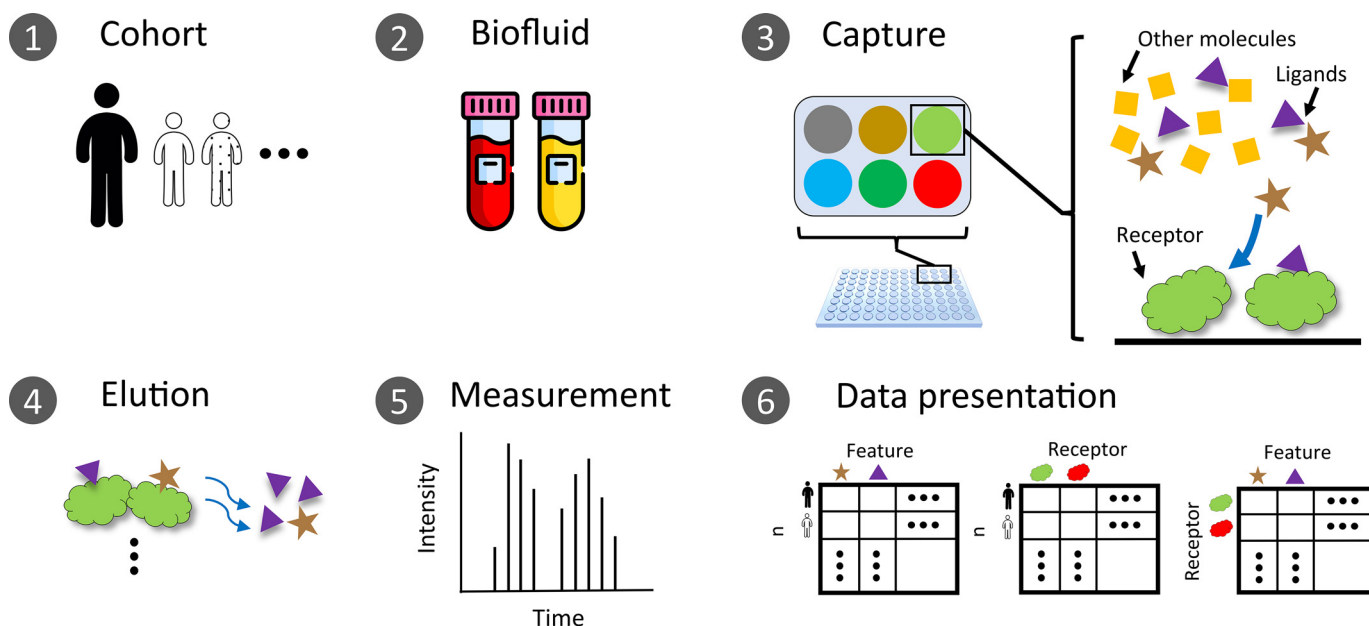 1 Cohort
2 Biofluid
3 Capture
Other molecules
Ligands
Receptor
4 Elution
5 Measurement
Intensity
Time
6 Data presentation
Feature
n
Receptor
n
Feature
Receptor